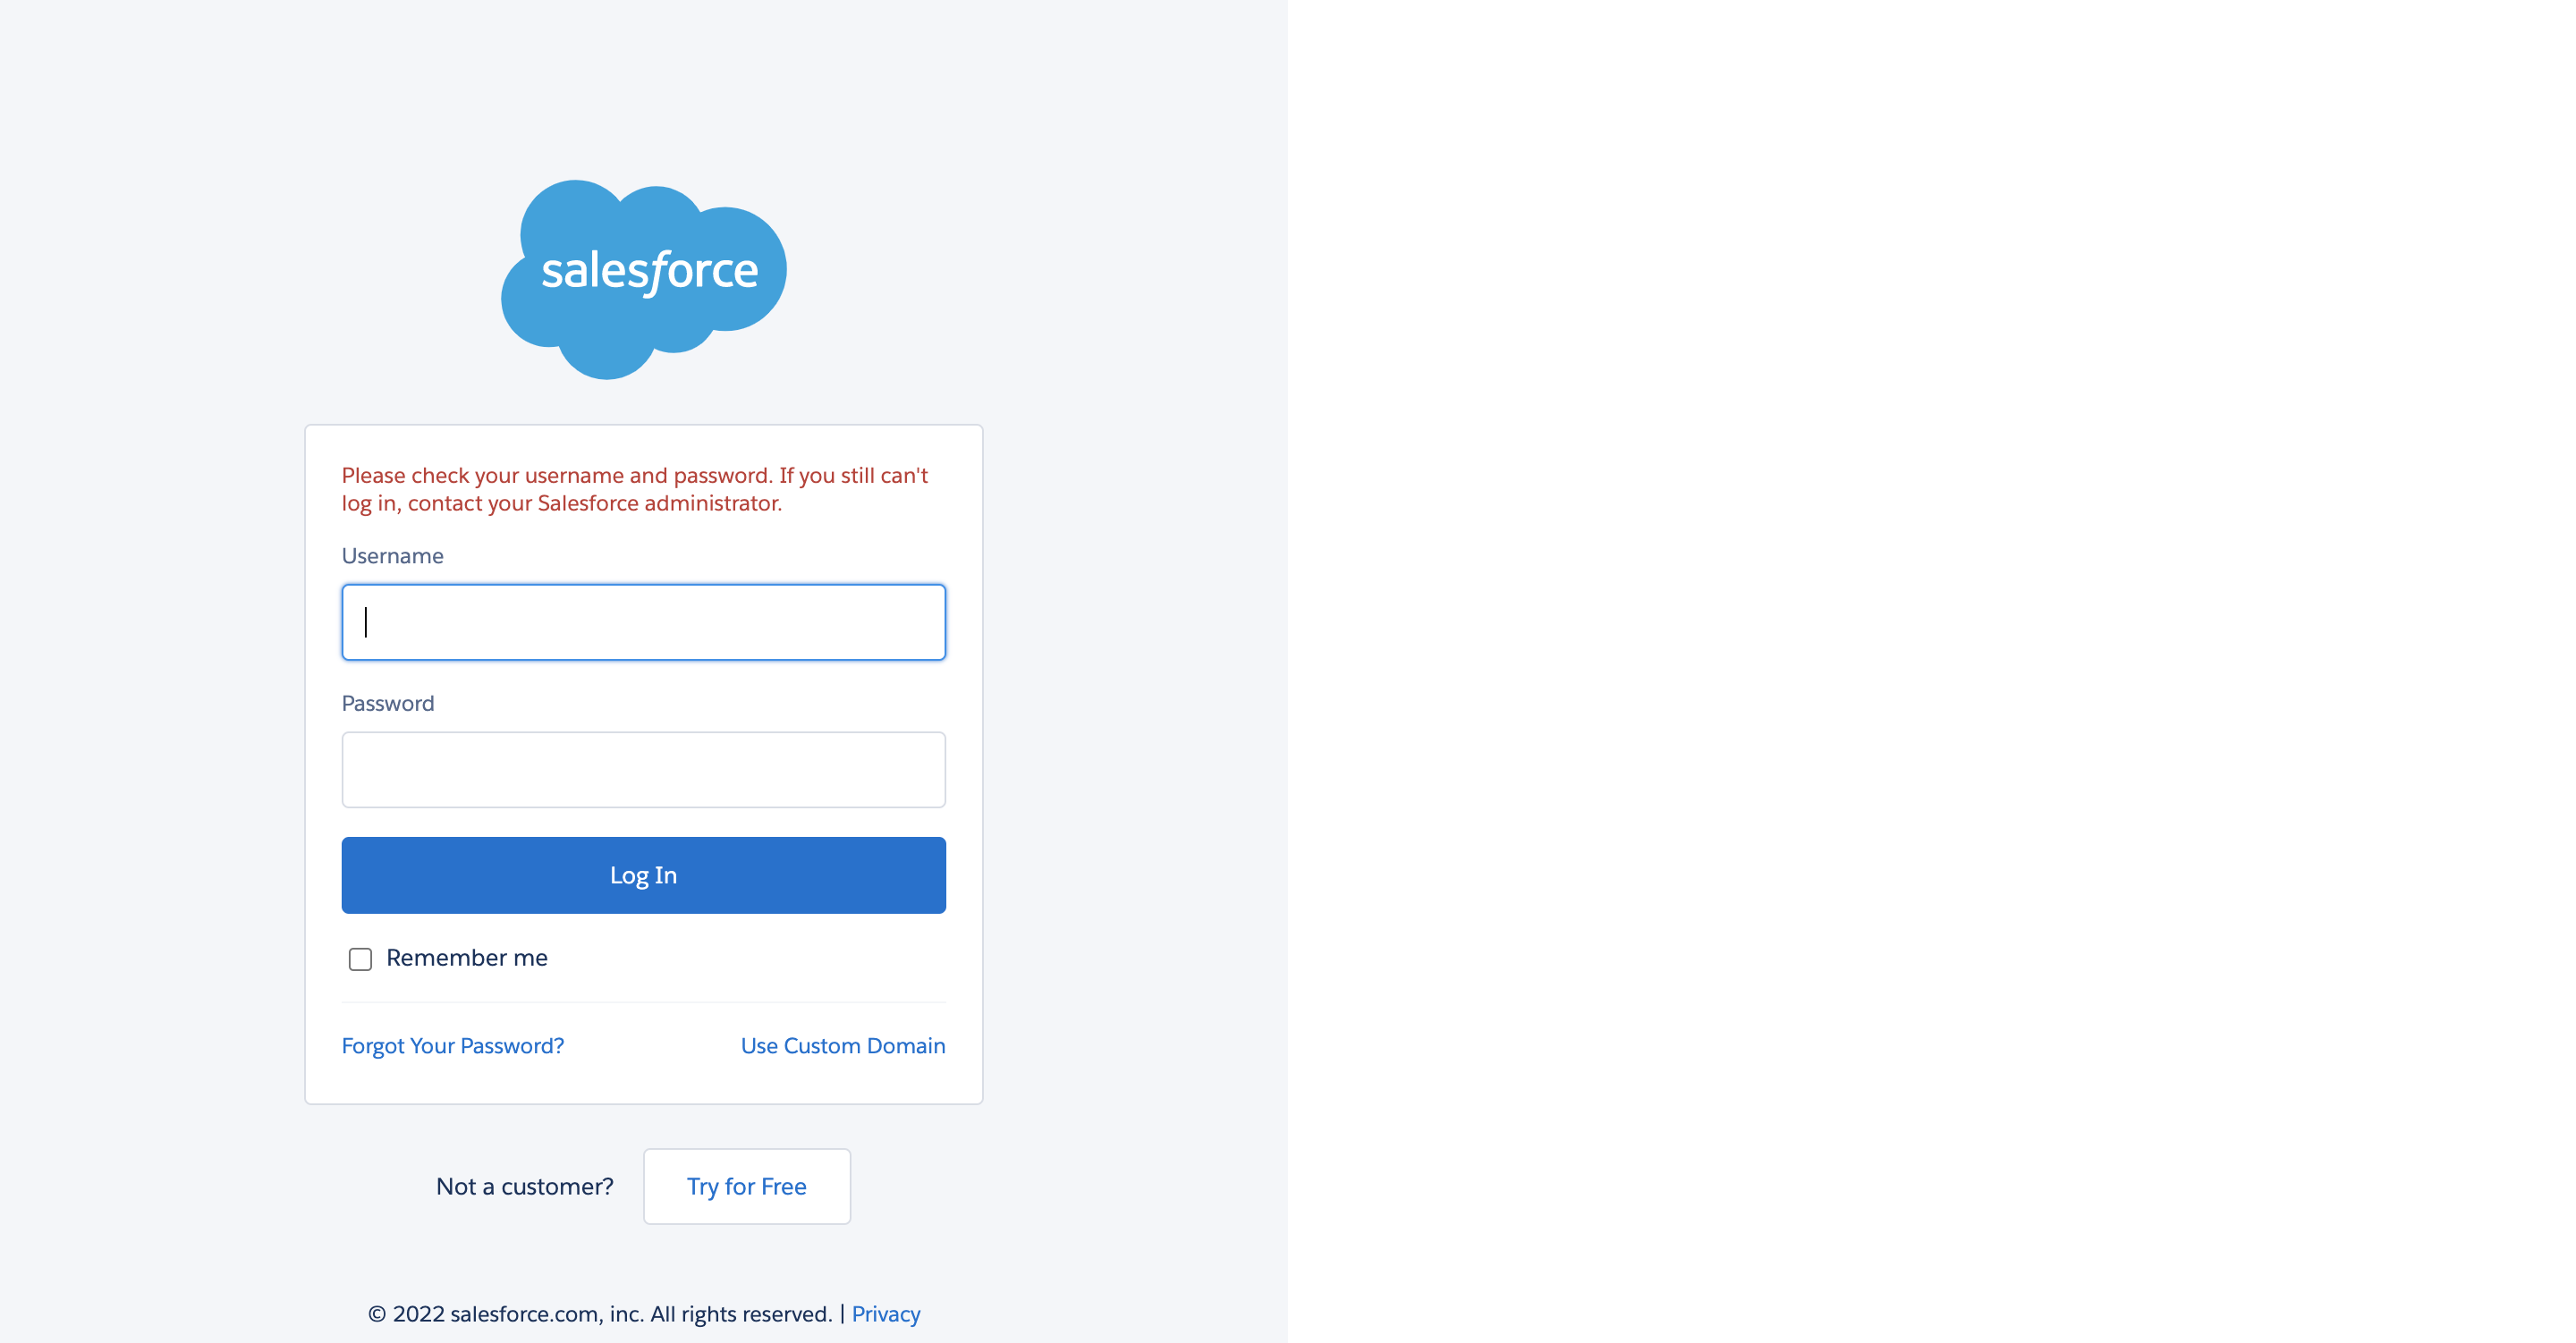 salesforce
Please check your username and password. If you still can't
log in, contact your Salesforce administrator.
Username
Password
Log In
Remember me
Forgot Your Password? Use Custom Domain
Not a customer? Try for Free
© 2022 salesforce.com, inc. All rights reserved. | Privacy